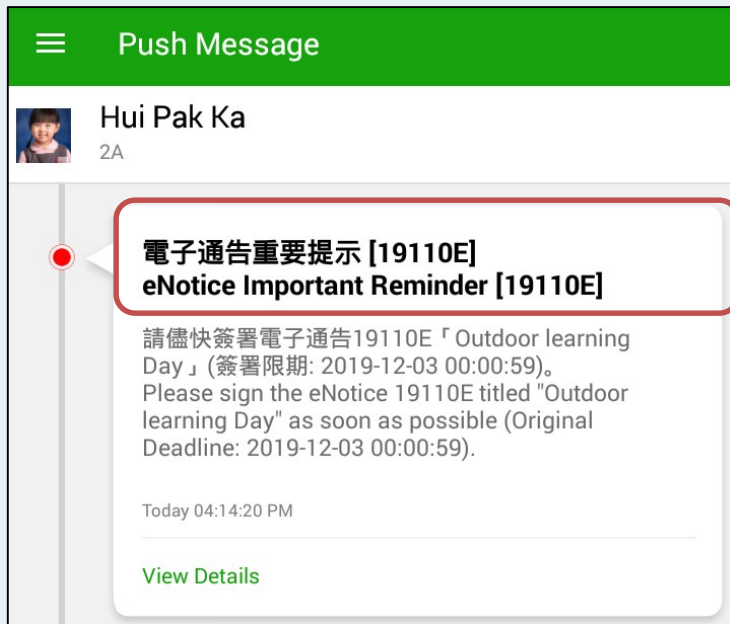 Push Message
Hui Pak Ka
2A
電子通告重要提示 [19110E]
eNotice Important Reminder [19110E]
請儘快簽署電子通告19110E「Outdoor learning
Day」(簽署限期: 2019-12-03 00:00:59)。
Please sign the eNotice 19110E titled "Outdoor
learning Day" as soon as possible (Original
Deadline: 2019-12-03 00:00:59).
Today 04:14:20 PM
View Details